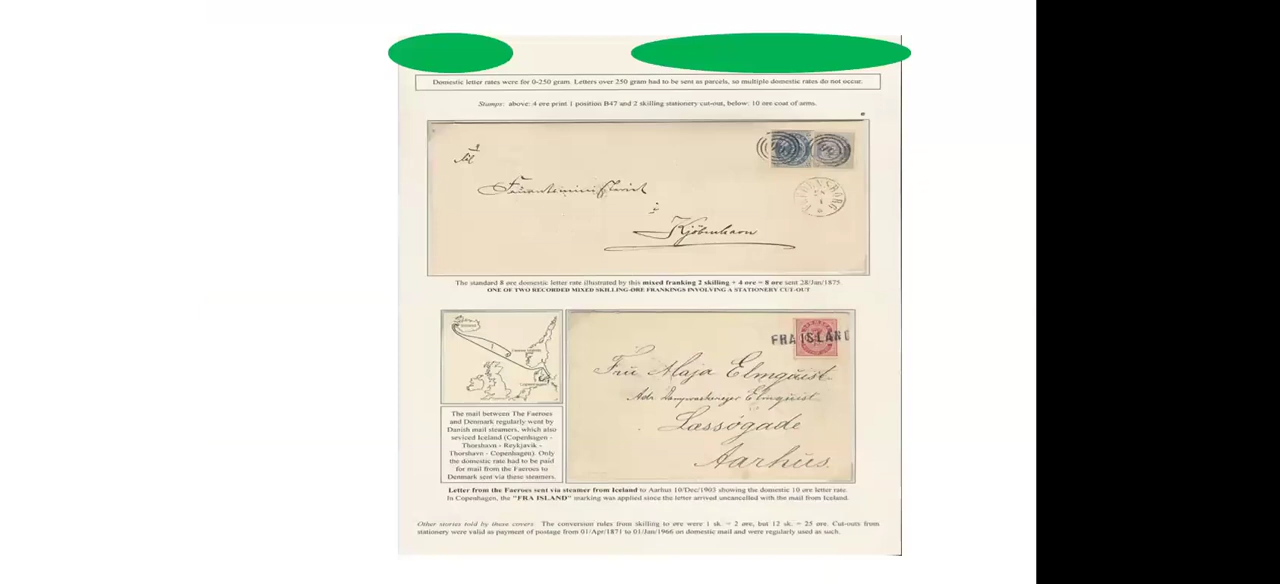 Domestic letter rates were for 0-250 gram. Letters over 250 gram had to be sent as parcels, so multiple domestic rates do not occur.
Stamps: above: 4 øre print 1 position B47 and 2 skilling stationery cut-out, below: 10 øre coat of arms.
Til
Finantsministeriet
i
Kjöbenhavn
The standard 8 øre domestic letter rate illustrated by this mixed franking 2 skilling + 4 øre = 8 øre sent 28/Jan/1875.
ONE OF TWO RECORDED MIXED SKILLING-ØRE FRANKINGS INVOLVING A STATIONERY CUT-OUT
FRA ISLAND
Fru Maja Elmquist
Adr. Elmquist
Læssøgade
Aarhus.
The mail between The Faeroes
and Denmark regularly went by
Danish mail steamers, which also
serviced Iceland (Copenhagen -
Thorshavn - Reykjavik -
Thorshavn - Copenhagen). Only
the domestic rate had to be paid
for mail from the Faeroes to
Denmark sent via these steamers.
Letter from the Faeroes sent via steamer from Iceland to Aarhus 10/Dec/1903 showing the domestic 10 øre letter rate.
In Copenhagen, the "FRA ISLAND" marking was applied since the letter arrived uncancelled with the mail from Iceland.
Other stories told by these covers: The conversion rules from skilling to øre were 1 sk. = 2 øre, but 12 sk. = 25 øre. Cut-outs from
stationery were valid as payment of postage from 01/Apr/1871 to 01/Jan/1966 on domestic mail and were regularly used as such.